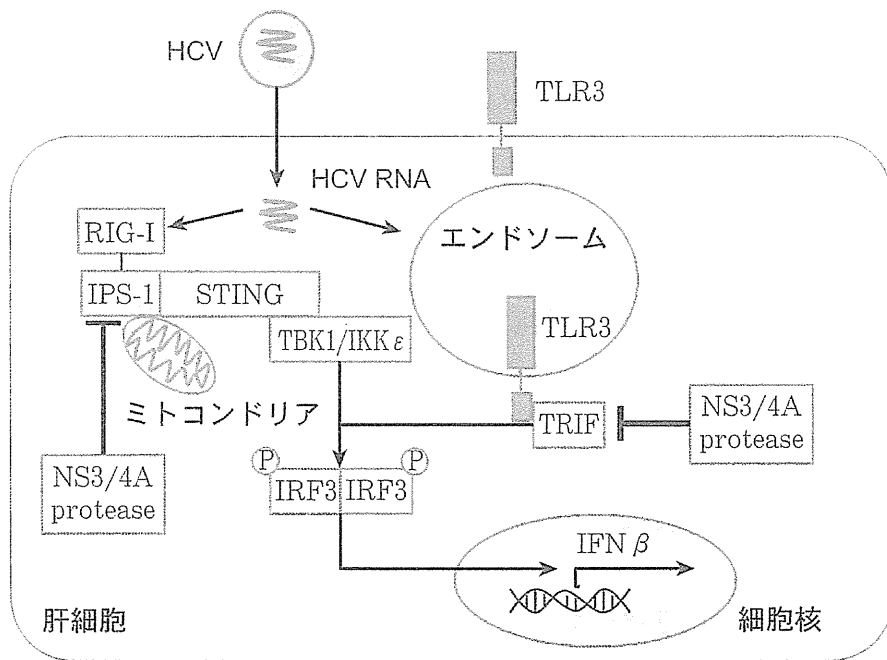 HCV
TLR3
HCV RNA
RIG-I
エンドソーム
IPS-1
STING
TLR3
TBK1/IKK ε
ミトコンドリア
TRIF
NS3/4A
protease
NS3/4A
protease
P
P
IRF3
IRF3
IFN β
肝細胞
細胞核